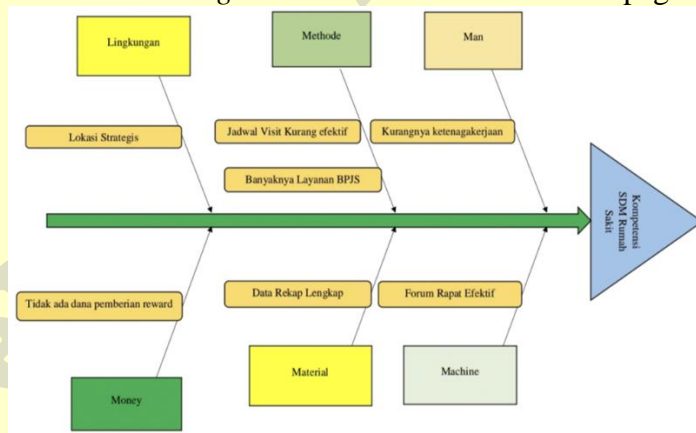 Lingkungan
Methode
Man
Lokasi Strategis
Jadwal Visit Kurang efektif
Kurangnya ketenagakerjaan
Banyaknya Layanan BPJS
Kompetensi
SDM Rumah
Sakit
Tidak ada dana pemberian reward
Data Rekap Lengkap
Forum Rapat Efektif
Money
Material
Machine